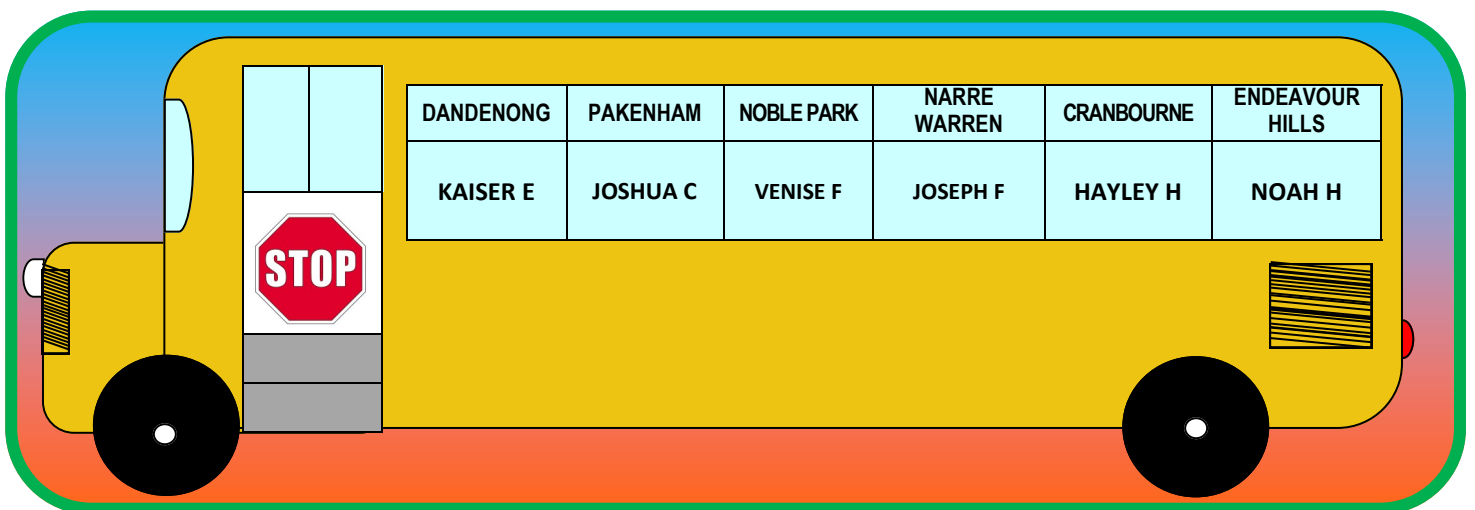 DANDENONG PAKENHAM NOBLE PARK NARRE WARREN CRANBOURNE ENDEAVOUR HILLS
KAISER E JOSHUA C VENISE F JOSEPH F HAYLEY H NOAH H
STOP